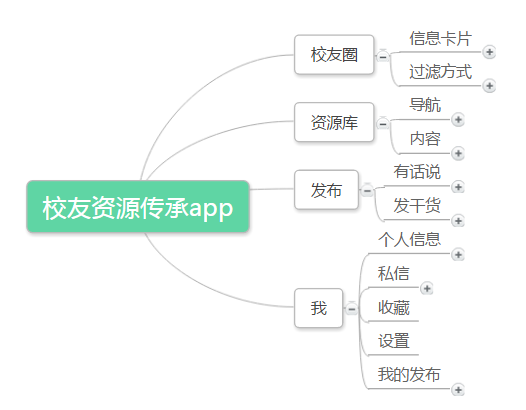 校友资源传承app
校友圈
信息卡片
过滤方式
资源库
导航
内容
发布
有话说
发干货
我
个人信息
私信
收藏
设置
我的发布